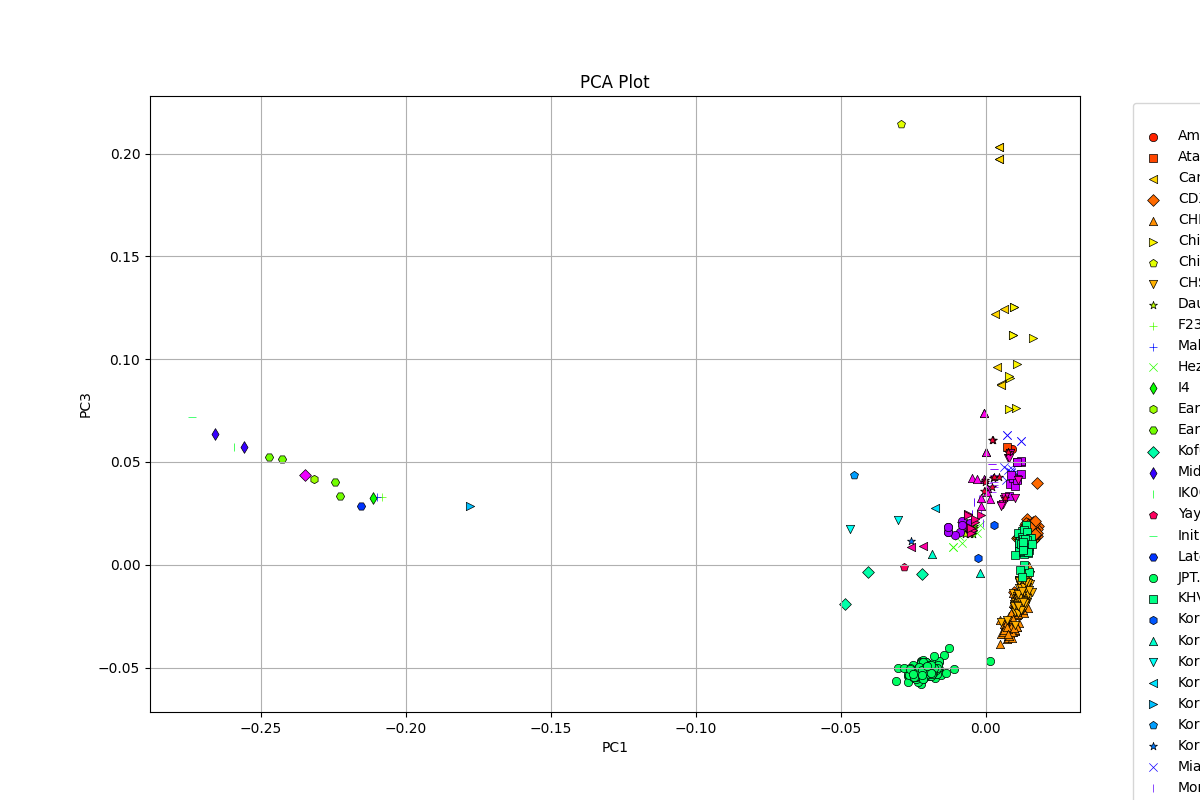 PCA Plot
PC3
0.20
0.15
0.10
0.05
0.00
−0.05
−0.25
−0.20
−0.15
−0.10
−0.05
0.00
PC1
Am
Ata
Car
CD
CH
Chi
Chi
CH
Dau
F23
Mal
Hez
I4
Ear
Ear
Kof
Mid
IK0
Yay
Init
Lat
JPT.
KHV
Kor
Kor
Kor
Kor
Kor
Kor
Kor
Mia
Mor